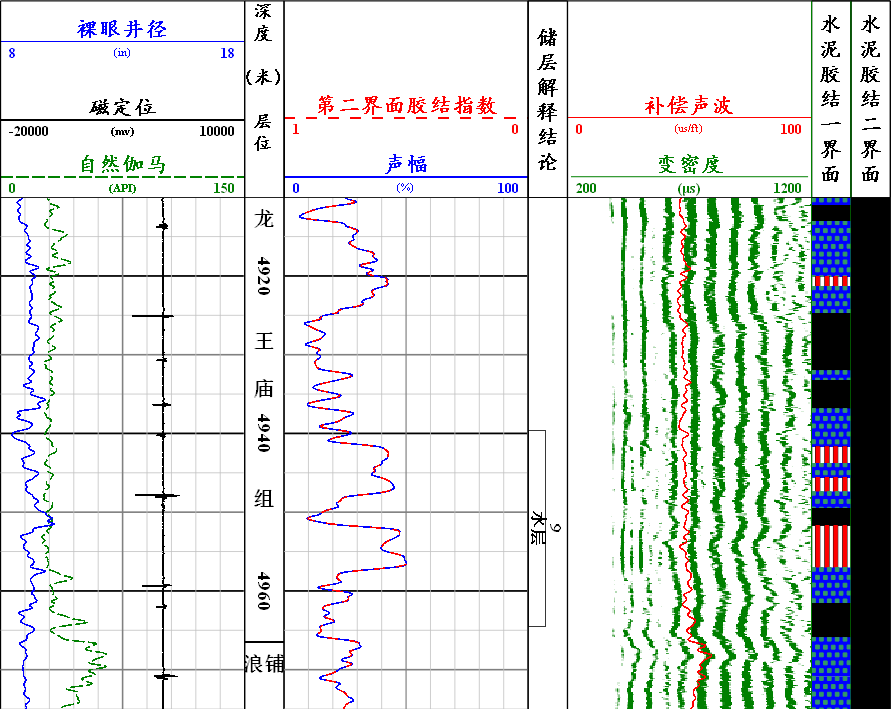 裸眼井径
8 (in) 18
磁定位
-20000 (mv) 10000
自然伽马
0 (API) 150
深度
(米)
层位
第二界面胶结指数
1 0
声幅
0 (%) 100
储层解释结论
补偿声波
0 (us/ft) 100
变密度
200 (μs) 1200
水泥胶结一界面
水泥胶结二界面
龙
4920
王
庙
4940
组
4960
浪铺
9
水层